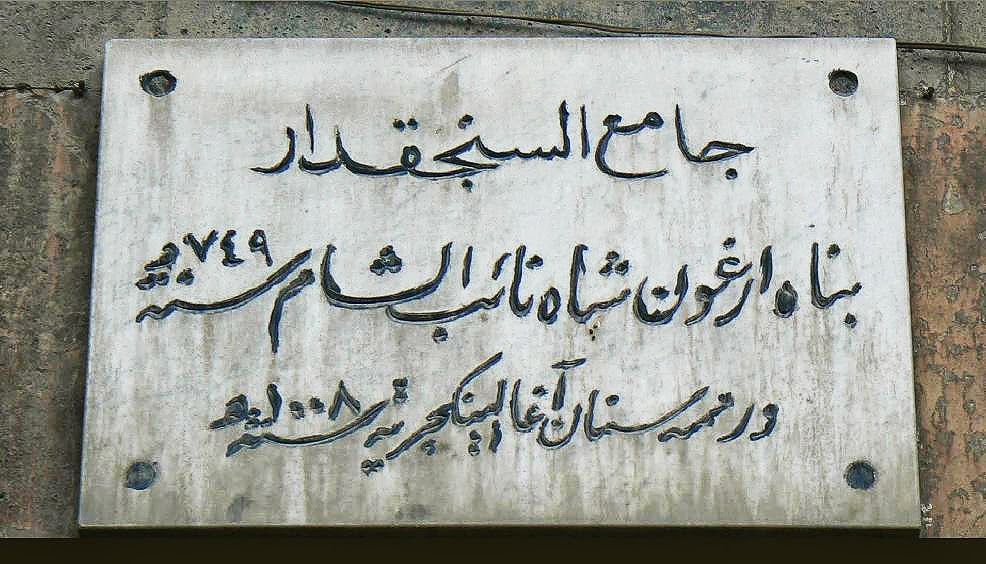 جامع السنجقدار
بناه ارغون شاه نائب الشام سنة ٧٤٩ هـ
ورممه سنان آغا الينكجرية سنة ١٠٠٨ هـ